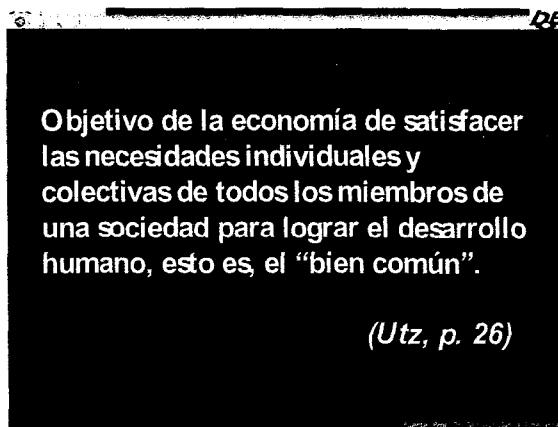 Objetivo de la economía de satisfacer
las necesidades individuales y
colectivas de todos los miembros de
una sociedad para lograr el desarrollo
humano, esto es, el “bien común”.
(Utz, p. 26)